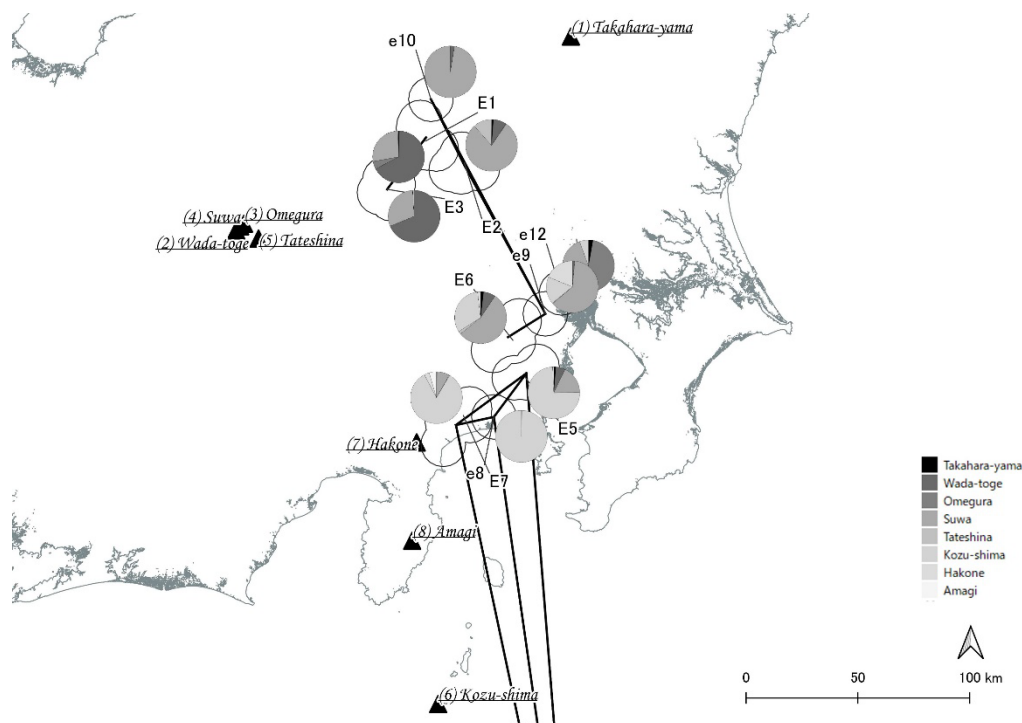 (1) Takahara-yama
e10
E1
(4) Suwa
(3) Omegura
(2) Wada-toge
(5) Tateshina
E3
E2
e12
e9
E6
E5
(7) Hakone
e8
E7
(8) Amagi
(6) Kozu-shima
Takahara-yama
Wada-toge
Omegura
Suwa
Tateshina
Kozu-shima
Hakone
Amagi
0 50 100 km